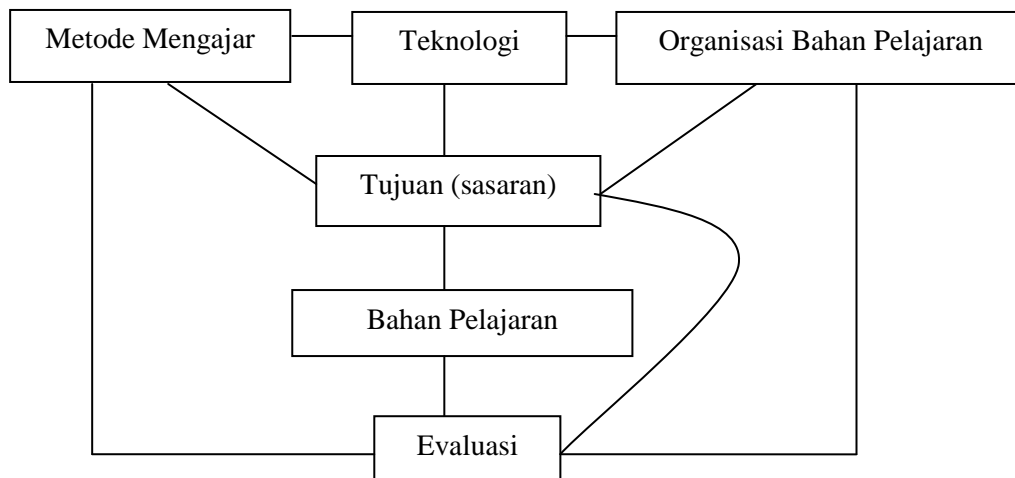 Metode Mengajar
Teknologi
Organisasi Bahan Pelajaran
Tujuan (sasaran)
Bahan Pelajaran
Evaluasi